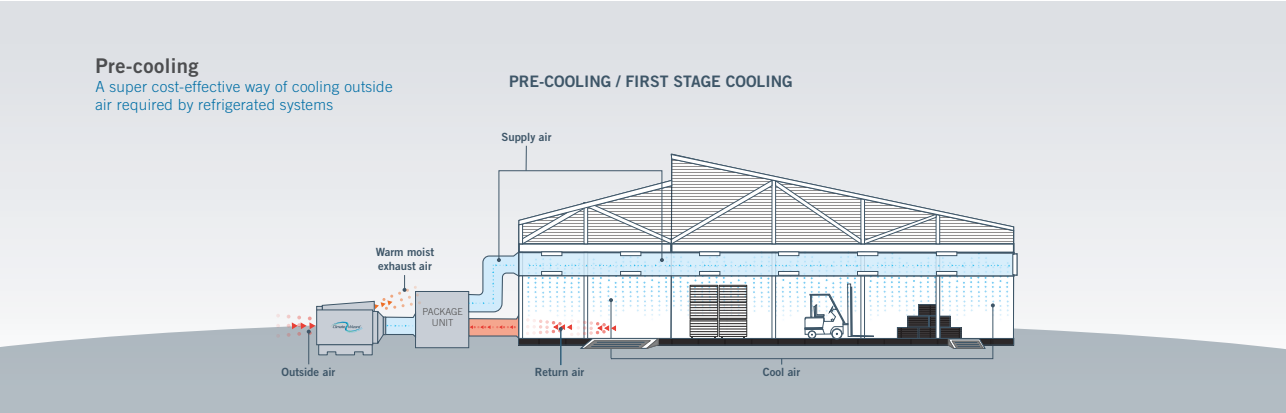 Pre-cooling
A super cost-effective way of cooling outside
air required by refrigerated systems
PRE-COOLING / FIRST STAGE COOLING
Supply air
Warm moist
exhaust air
PACKAGE
UNIT
Outside air
Return air
Cool air